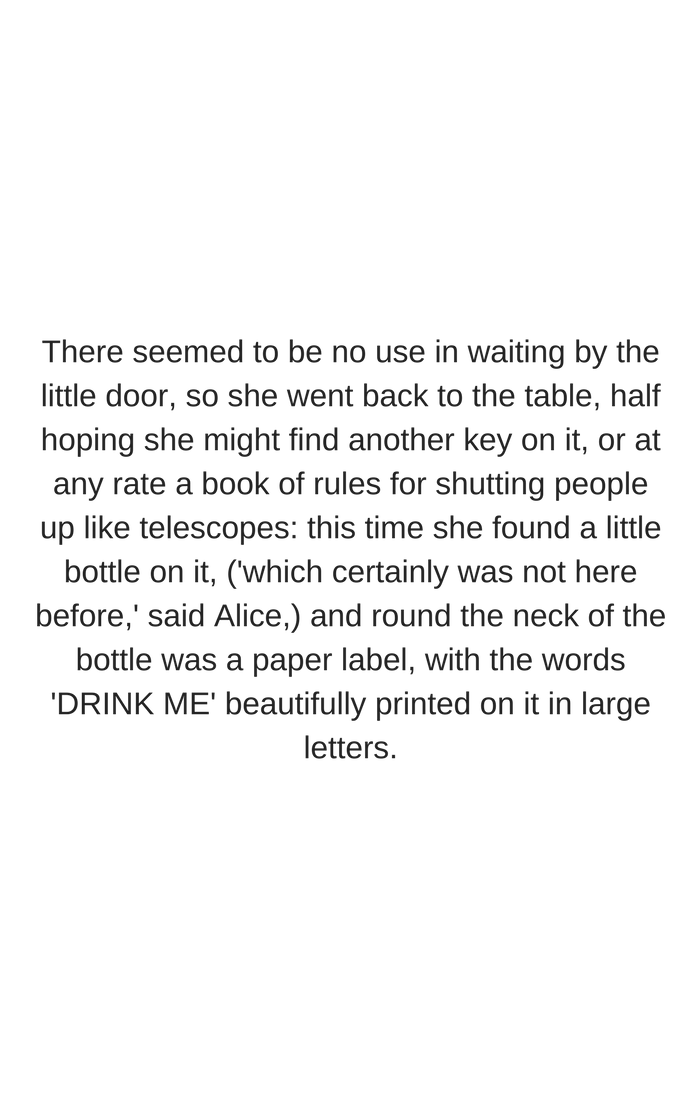 There seemed to be no use in waiting by the
little door, so she went back to the table, half
hoping she might find another key on it, or at
any rate a book of rules for shutting people
up like telescopes: this time she found a little
bottle on it, ('which certainly was not here
before,' said Alice,) and round the neck of the
bottle was a paper label, with the words
'DRINK ME' beautifully printed on it in large
letters.